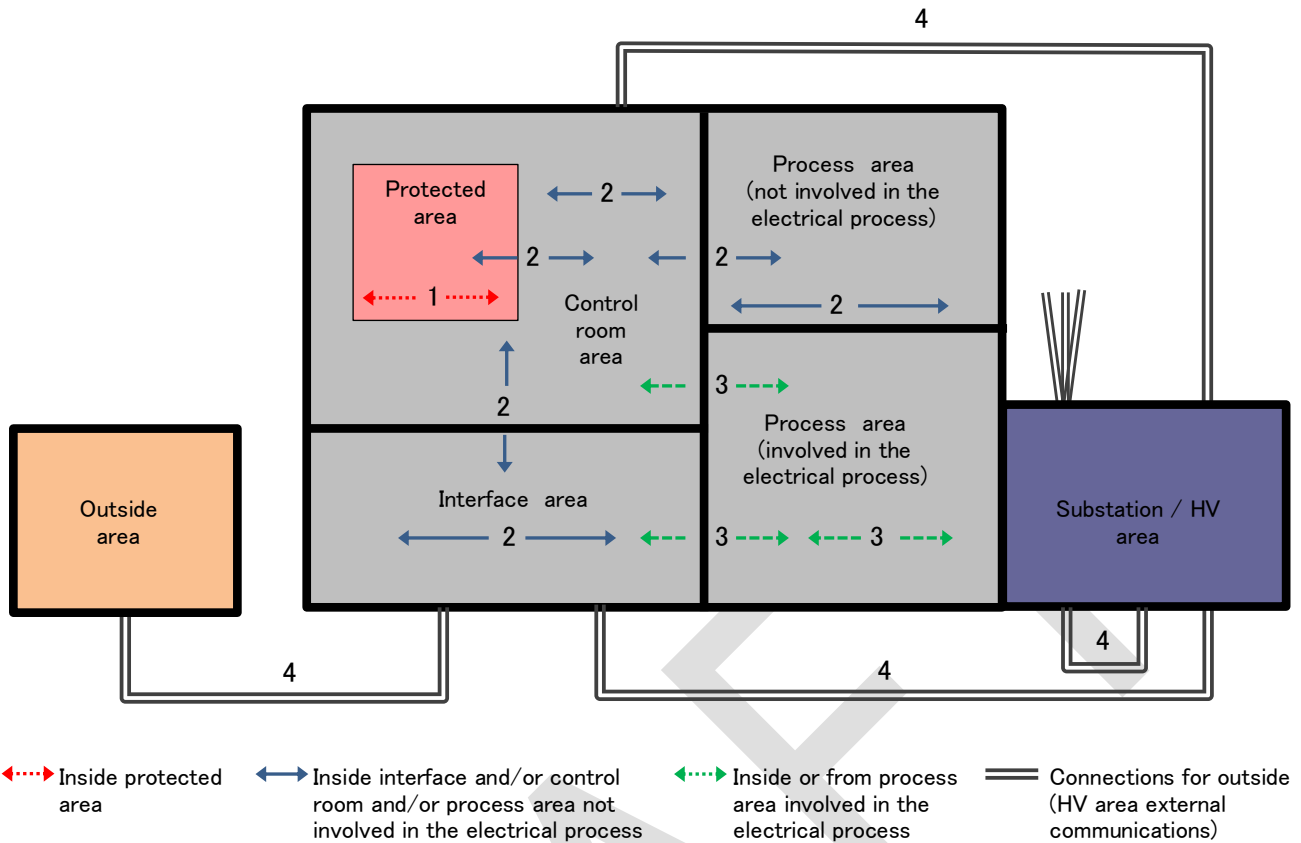 4
Protected
area
2
Process area
(not involved in the
electrical process)
2
2
1
2
Control
room
area
2
3
Process area
(involved in the
electrical process)
Interface area
2
3
3
Outside
area
Substation / HV
area
4
4
4
Inside protected
area
Inside interface and/or control
room and/or process area not
involved in the electrical process
Inside or from process
area involved in the
electrical process
Connections for outside
(HV area external
communications)